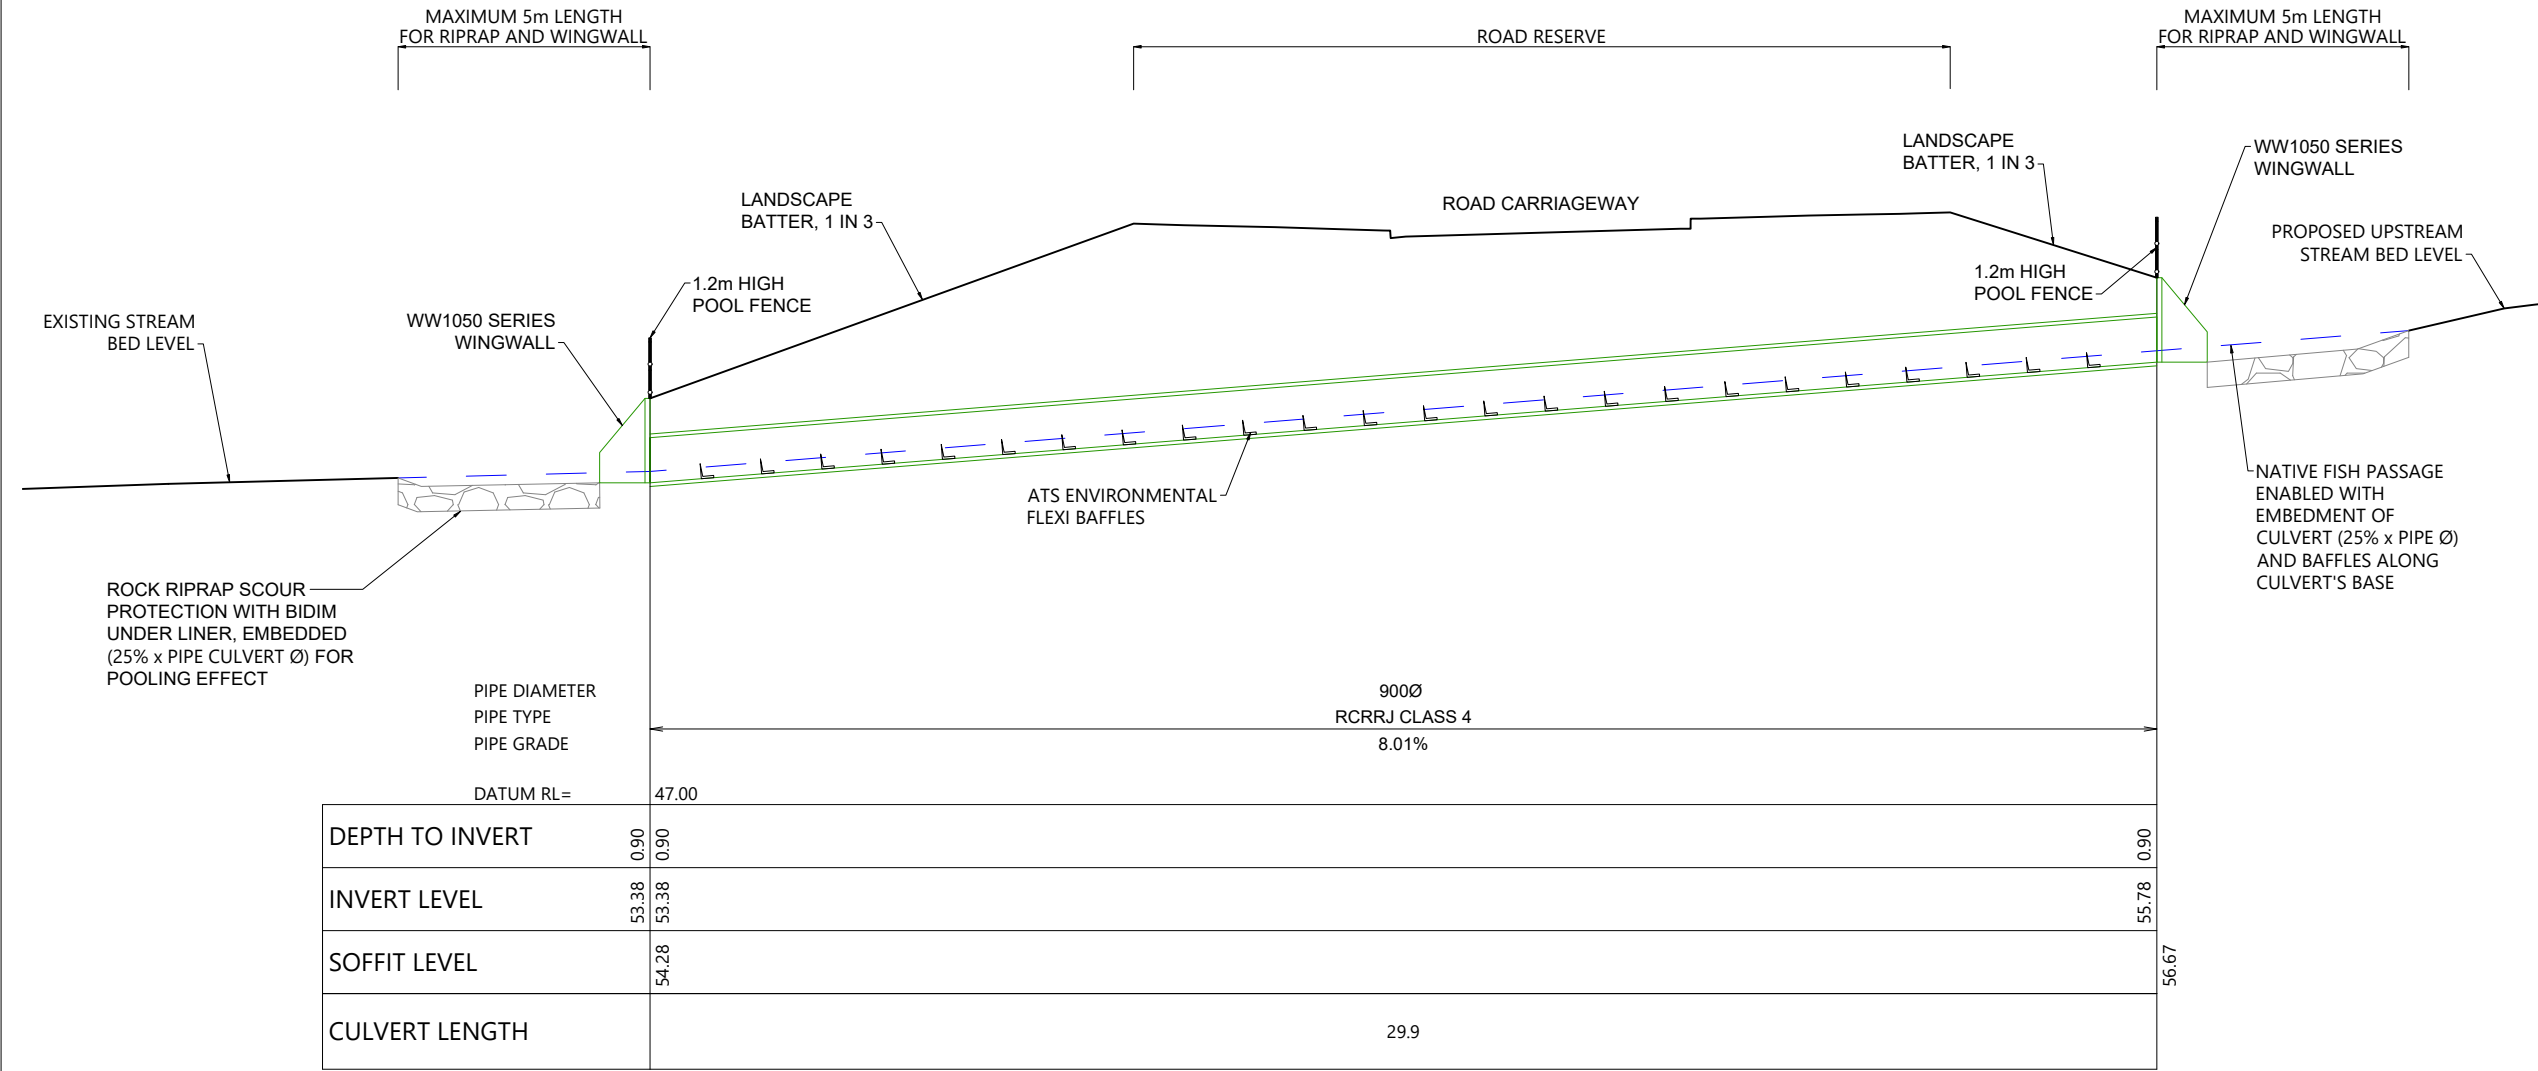 MAXIMUM 5m LENGTH
FOR RIPRAP AND WINGWALL
ROAD RESERVE
MAXIMUM 5m LENGTH
FOR RIPRAP AND WINGWALL
LANDSCAPE
BATTER, 1 IN 3
ROAD CARRIAGEWAY
LANDSCAPE
BATTER, 1 IN 3
WW1050 SERIES
WINGWALL
PROPOSED UPSTREAM
STREAM BED LEVEL
1.2m HIGH
POOL FENCE
1.2m HIGH
POOL FENCE
EXISTING STREAM
BED LEVEL
WW1050 SERIES
WINGWALL
ATS ENVIRONMENTAL
FLEXI BAFFLES
NATIVE FISH PASSAGE
ENABLED WITH
EMBEDMENT OF
CULVERT (25% x PIPE Ø)
AND BAFFLES ALONG
CULVERT'S BASE
ROCK RIPRAP SCOUR
PROTECTION WITH BIDIM
UNDER LINER, EMBEDDED
(25% x PIPE CULVERT Ø) FOR
POOLING EFFECT
PIPE DIAMETER 900Ø
PIPE TYPE RCRRJ CLASS 4
PIPE GRADE 8.01%
DATUM RL= 47.00
DEPTH TO INVERT 0.90 0.90 0.90
INVERT LEVEL 53.38 53.38 55.78
SOFFIT LEVEL 54.28 56.67
CULVERT LENGTH 29.9